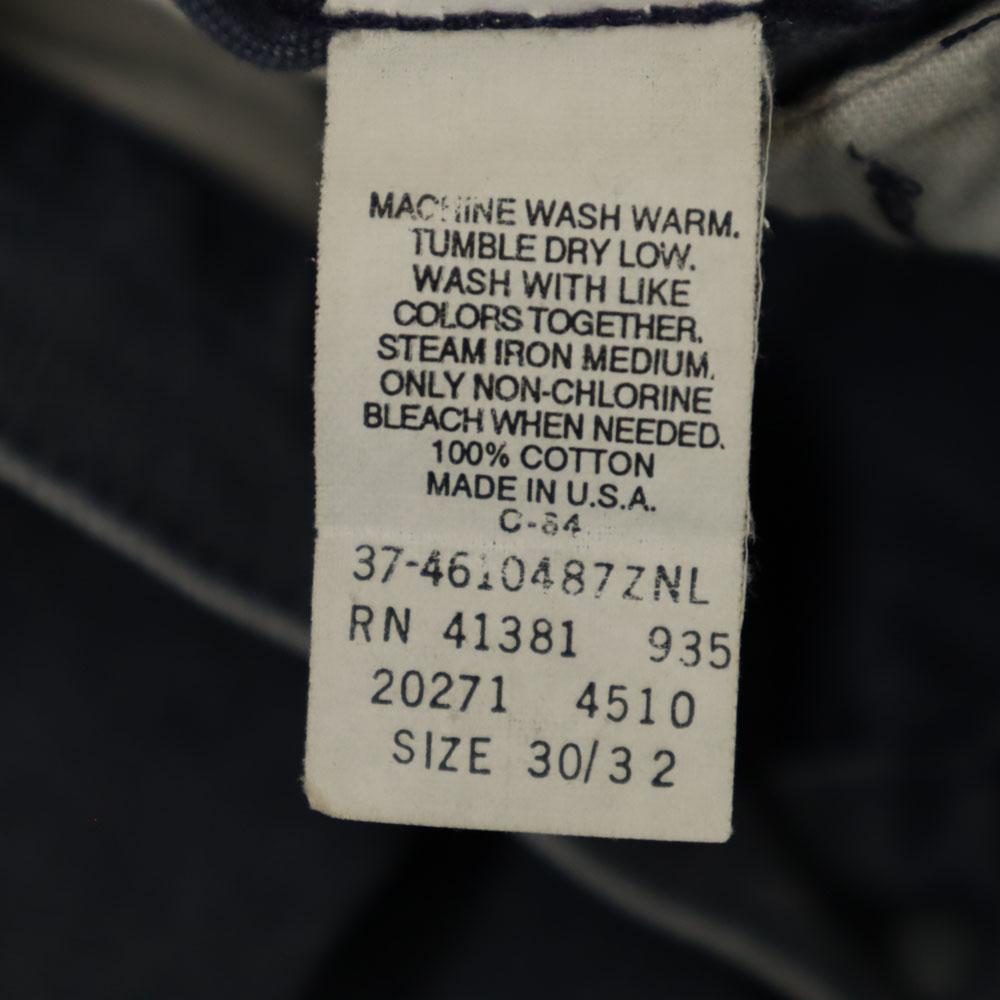 MACHINE WASH WARM.
TUMBLE DRY LOW.
WASH WITH LIKE
COLORS TOGETHER.
STEAM IRON MEDIUM.
ONLY NON-CHLORINE
BLEACH WHEN NEEDED.
100% COTTON
MADE IN U.S.A.
C-84
37-4610487ZNL
RN 41381 935
20271 4510
SIZE 30/32